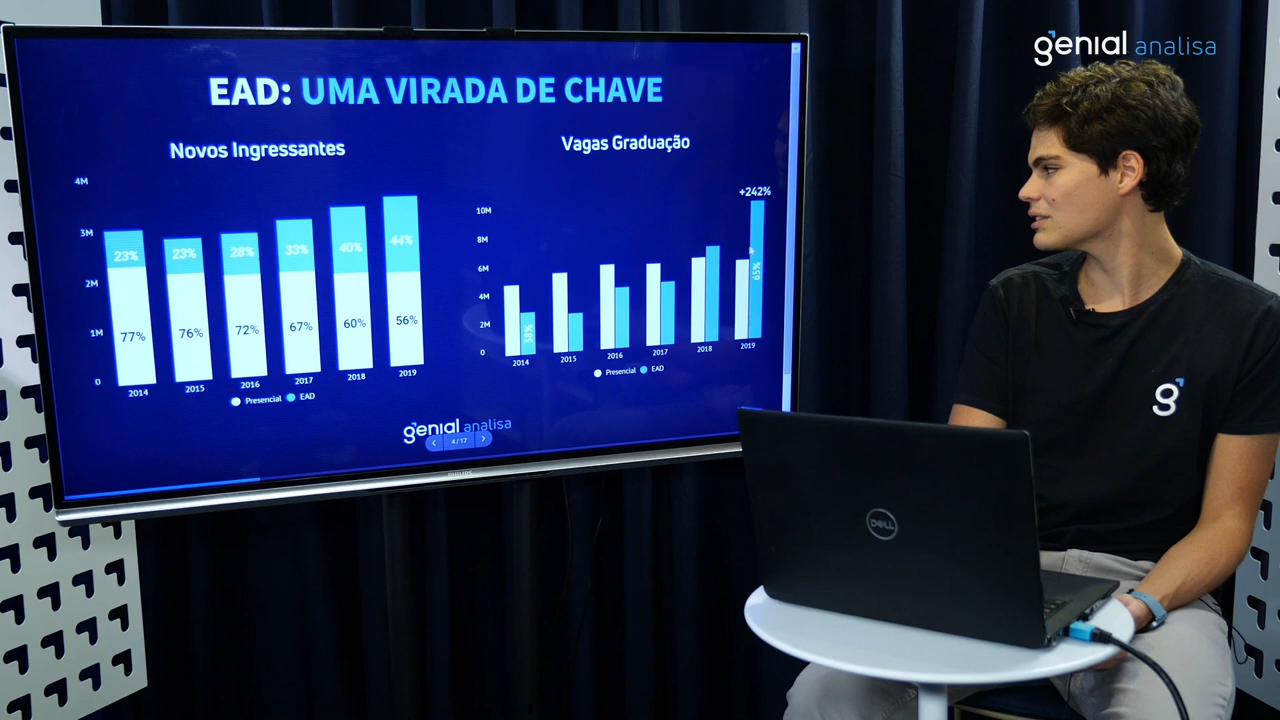 genial analisa
EAD: UMA VIRADA DE CHAVE
Novos Ingressantes
4M
3M
2M
1M
0
23%
23%
28%
33%
40%
44%
77%
76%
72%
67%
60%
56%
2014
2015
2016
2017
2018
2019
Presencial
EAD
Vagas Graduação
+242%
10M
8M
6M
4M
2M
0
38%
65%
2014
2015
2016
2017
2018
2019
Presencial
EAD
genial analisa
4 / 17
PHILIPS
DELL
g